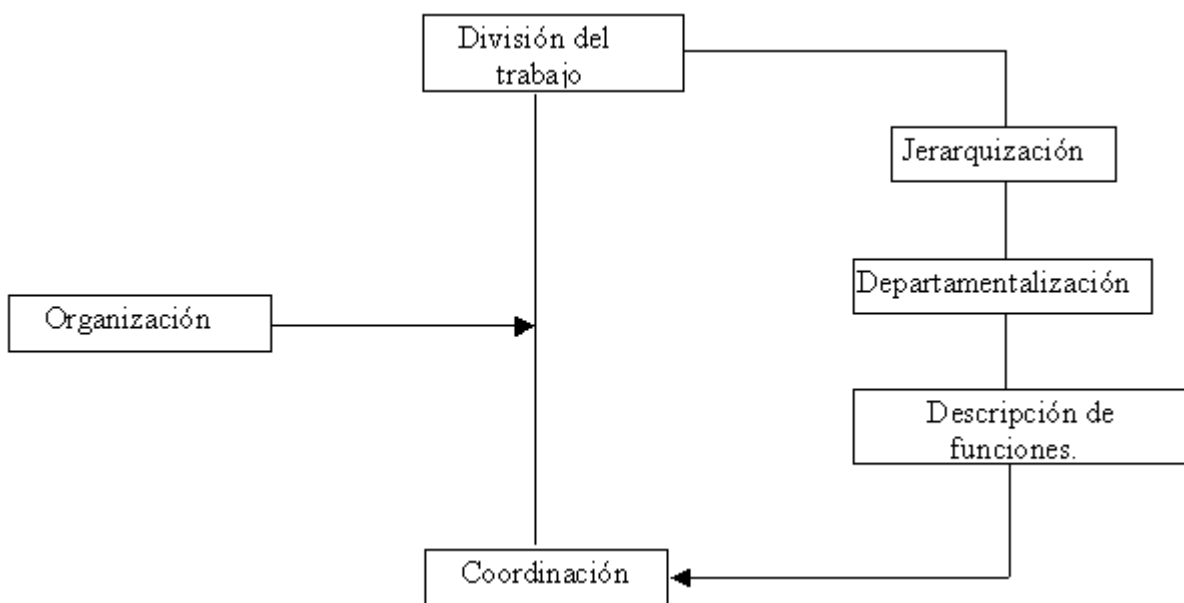 División del
trabajo
Jerarquización
Departamentalización
Organización
Descripción de
funciones.
Coordinación